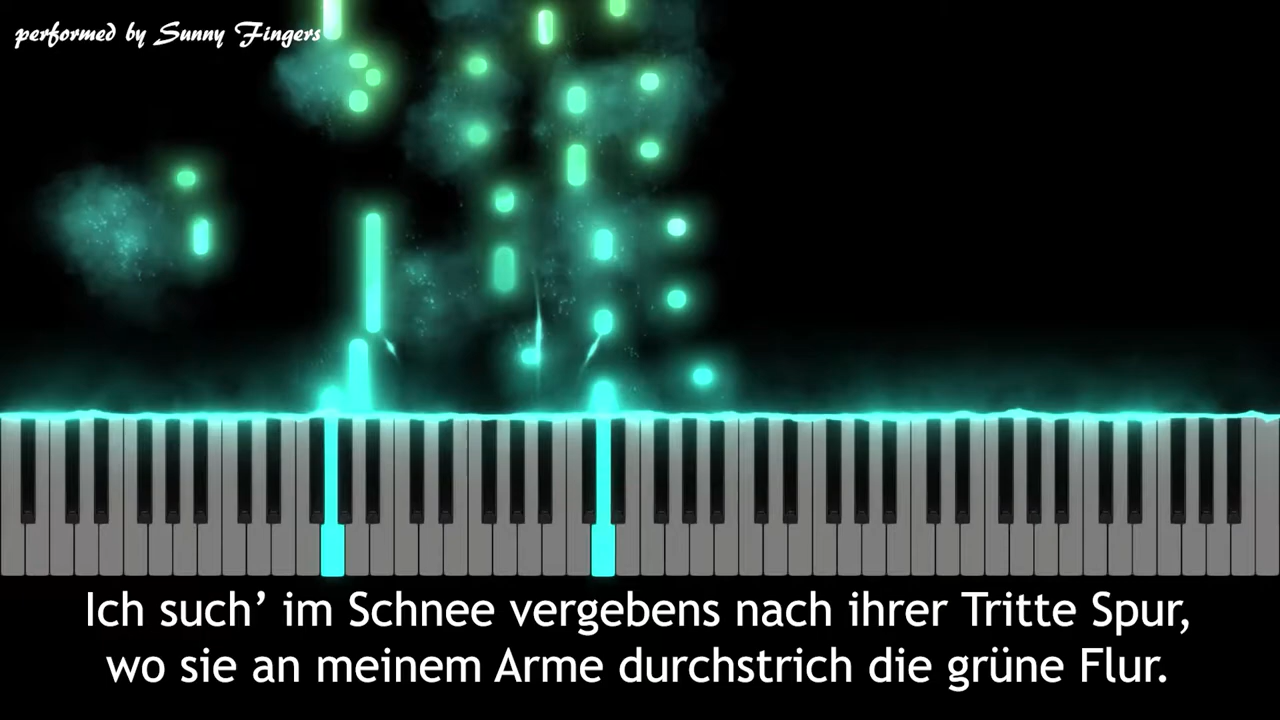 performed by Sunny Fingers
Ich such’ im Schnee vergebens nach ihrer Tritte Spur,
wo sie an meinem Arme durchstrich die grüne Flur.